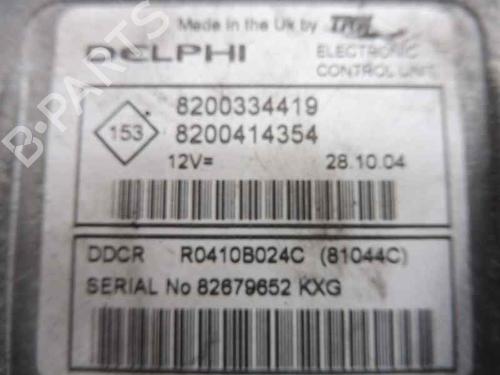 Made in the Uk by TRW
DELPHI
ELECTRONIC
CONTROL UNIT
153
8200334419
8200414354
12V= 28.10.04
DDCR R0410B024C (81044C)
SERIAL No 82679652 KXG
B-PARTS